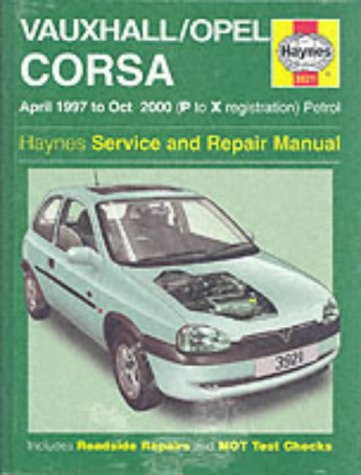 VAUXHALL/OPEL
CORSA
Haynes
3921
April 1997 to Oct 2000 (P to X registration) Petrol
Haynes Service and Repair Manual
3921
Includes Roadside Repairs and MOT Test Checks